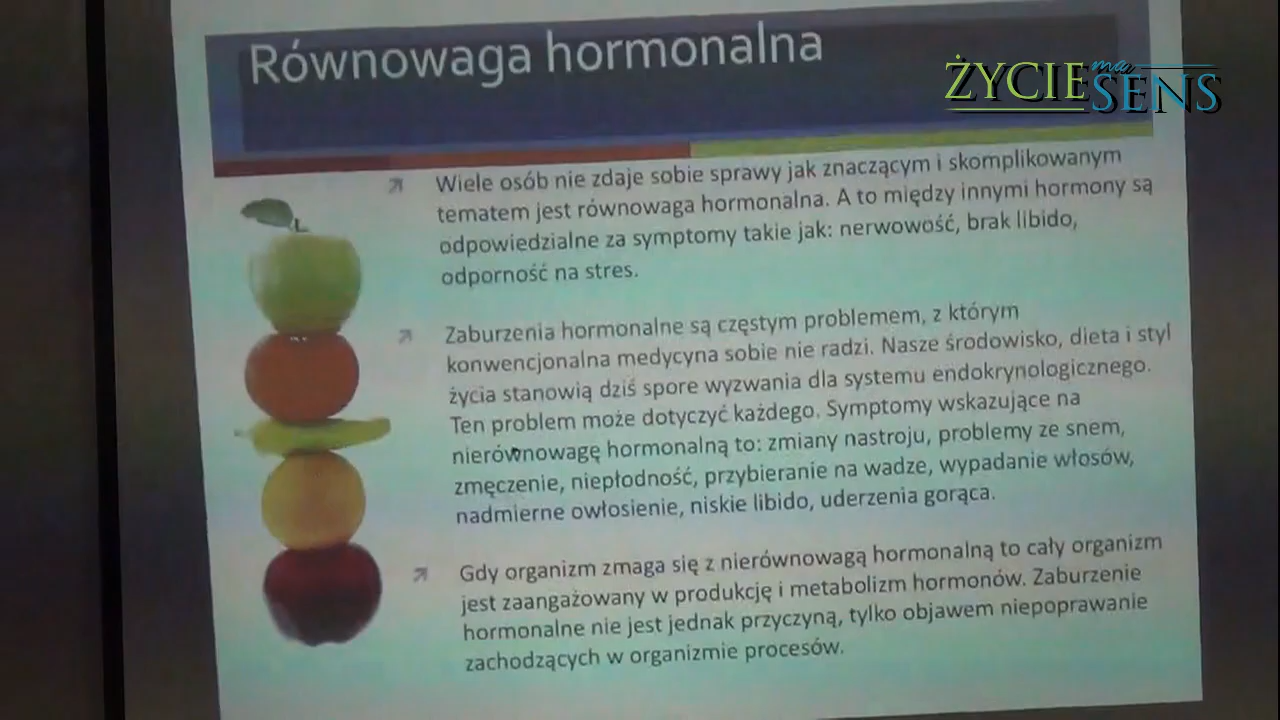 Równowaga hormonalna
ŻYCIE ma SENS
Wiele osób nie zdaje sobie sprawy jak znaczącym i skomplikowanym
tematem jest równowaga hormonalna. A to między innymi hormony są
odpowiedzialne za symptomy takie jak: nerwowość, brak libido,
odporność na stres.
Zaburzenia hormonalne są częstym problemem, z którym
konwencjonalna medycyna sobie nie radzi. Nasze środowisko, dieta i styl
życia stanowią dziś spore wyzwania dla systemu endokrynologicznego.
Ten problem może dotyczyć każdego. Symptomy wskazujące na
nierównowagę hormonalną to: zmiany nastroju, problemy ze snem,
zmęczenie, niepłodność, przybieranie na wadze, wypadanie włosów,
nadmierne owłosienie, niskie libido, uderzenia gorąca.
Gdy organizm zmaga się z nierównowagą hormonalną to cały organizm
jest zaangażowany w produkcję i metabolizm hormonów. Zaburzenie
hormonalne nie jest jednak przyczyną, tylko objawem niepoprawanie
zachodzących w organizmie procesów.